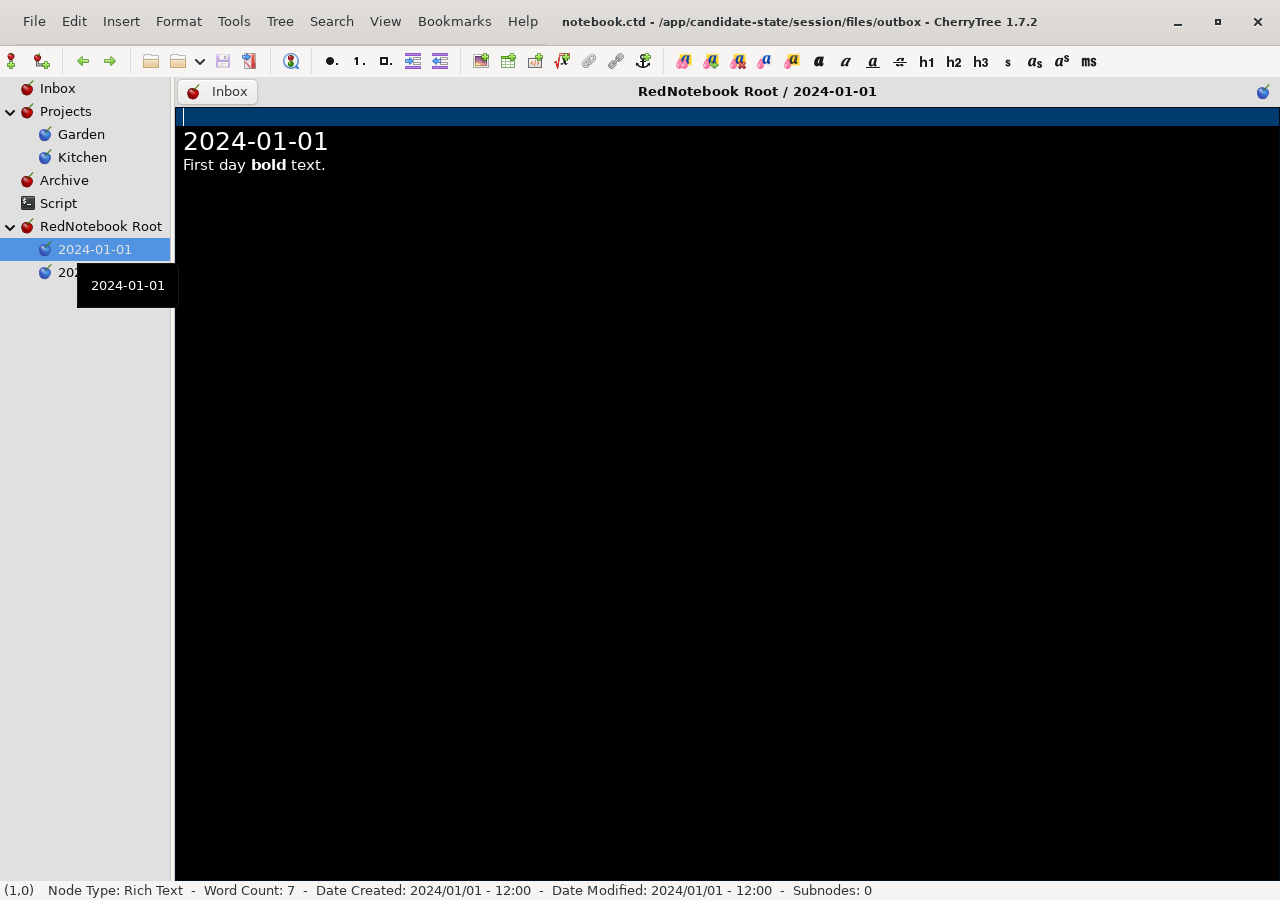 File Edit Insert Format Tools Tree Search View Bookmarks Help notebook.ctd - /app/candidate-state/session/files/outbox - CherryTree 1.7.2
1. a a a a a a a a a h1 h2 h3 s as as ms
Inbox
Projects
Garden
Kitchen
Archive
Script
RedNotebook Root
2024-01-01
202
2024-01-01
Inbox RedNotebook Root / 2024-01-01
2024-01-01
First day bold text.
(1,0) Node Type: Rich Text - Word Count: 7 - Date Created: 2024/01/01 - 12:00 - Date Modified: 2024/01/01 - 12:00 - Subnodes: 0